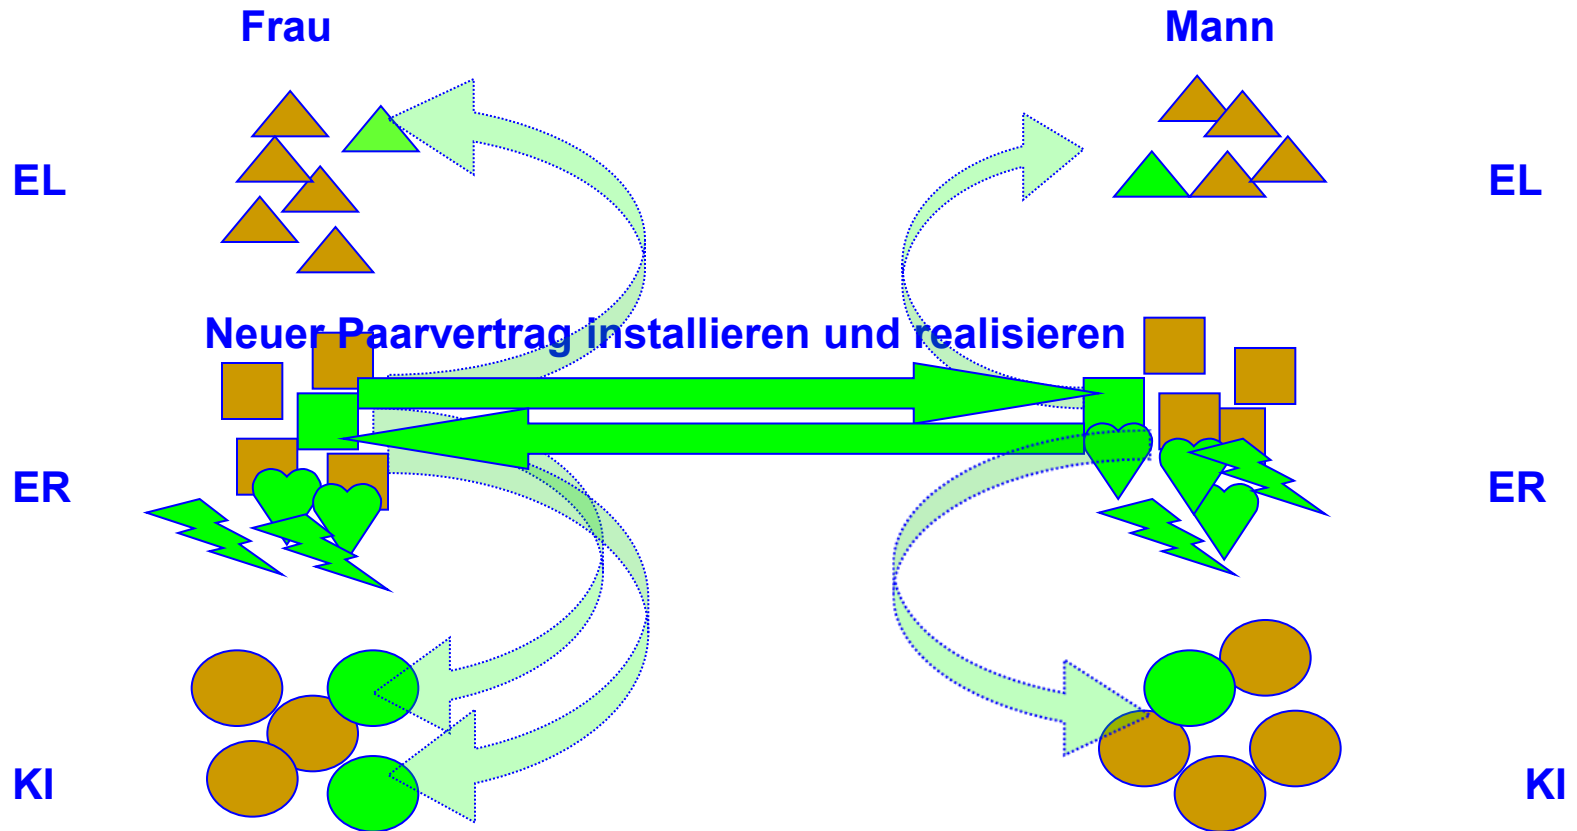 Frau Mann
EL EL
Neuer Paarvertrag installieren und realisieren
ER ER
KI KI